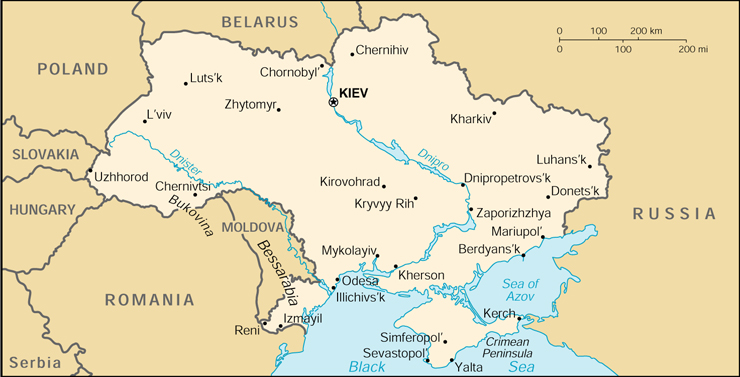 BELARUS
POLAND
Chernihiv
Chornobyl'
Luts'k
KIEV
Zhytomyr
L'viv
Kharkiv
0 100 200 km
0 100 200 mi
SLOVAKIA
Dnister
Dnipro
Luhans'k
Uzhhorod
Chernivtsi
Kirovohrad
Dnipropetrovs'k
Donets'k
HUNGARY
Bukovina
Kryvyy Rih
Zaporizhzhya
RUSSIA
MOLDOVA
Mariupol'
Mykolayiv
Berdyans'k
Bessarabia
Kherson
Odesa
Illichivs'k
Sea of
Azov
ROMANIA
Reni
Izmayil
Kerch
Simferopol'
Crimean
Peninsula
Sevastopol'
Serbia
Black
Yalta
Sea